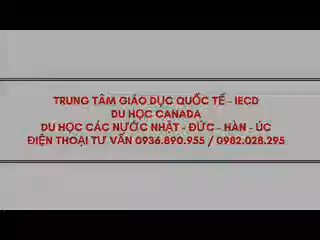 TRUNG TÂM GIÁO DỤC QUỐC TẾ - IECD
DU HỌC CANADA
DU HỌC CÁC NƯỚC NHẬT - ĐỨC - HÀN - ÚC
ĐIỆN THOẠI TƯ VẤN 0936.890.955 / 0982.028.295